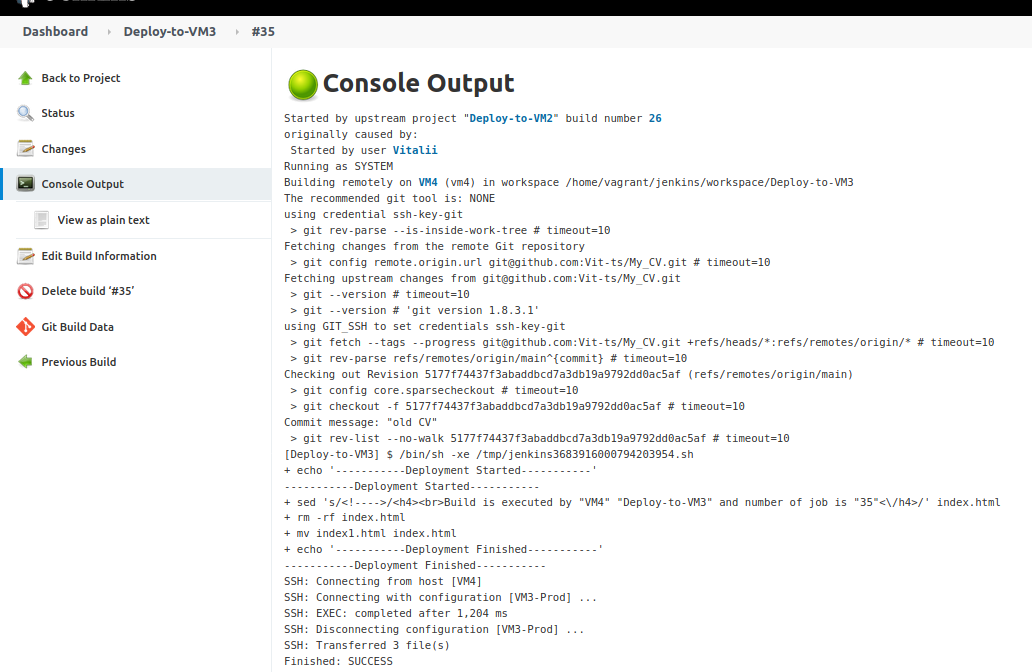 Dashboard Deploy-to-VM3 #35
Back to Project
Status
Changes
Console Output
View as plain text
Edit Build Information
Delete build ‘#35’
Git Build Data
Previous Build
Console Output
Started by upstream project "Deploy-to-VM2" build number 26
originally caused by:
Started by user Vitalii
Running as SYSTEM
Building remotely on VM4 (vm4) in workspace /home/vagrant/jenkins/workspace/Deploy-to-VM3
The recommended git tool is: NONE
using credential ssh-key-git
> git rev-parse --is-inside-work-tree # timeout=10
Fetching changes from the remote Git repository
> git config remote.origin.url git@github.com:Vit-ts/My_CV.git # timeout=10
Fetching upstream changes from git@github.com:Vit-ts/My_CV.git
> git --version # timeout=10
> git --version # 'git version 1.8.3.1'
using GIT_SSH to set credentials ssh-key-git
> git fetch --tags --progress git@github.com:Vit-ts/My_CV.git +refs/heads/*:refs/remotes/origin/* # timeout=10
> git rev-parse refs/remotes/origin/main^{commit} # timeout=10
Checking out Revision 5177f74437f3abaddbcd7a3db19a9792dd0ac5af (refs/remotes/origin/main)
> git config core.sparsecheckout # timeout=10
> git checkout -f 5177f74437f3abaddbcd7a3db19a9792dd0ac5af # timeout=10
Commit message: "old CV"
> git rev-list --no-walk 5177f74437f3abaddbcd7a3db19a9792dd0ac5af # timeout=10
[Deploy-to-VM3] $ /bin/sh -xe /tmp/jenkins3683916000794203954.sh
+ echo '-----------Deployment Started-----------'
-----------Deployment Started-----------
+ sed 's/<!---->/<h4><br>Build is executed by "VM4" "Deploy-to-VM3" and number of job is "35"<\/h4>/' index.html
+ rm -rf index.html
+ mv index1.html index.html
+ echo '-----------Deployment Finished-----------'
-----------Deployment Finished-----------
SSH: Connecting from host [VM4]
SSH: Connecting with configuration [VM3-Prod] ...
SSH: EXEC: completed after 1,204 ms
SSH: Disconnecting configuration [VM3-Prod] ...
SSH: Transferred 3 file(s)
Finished: SUCCESS